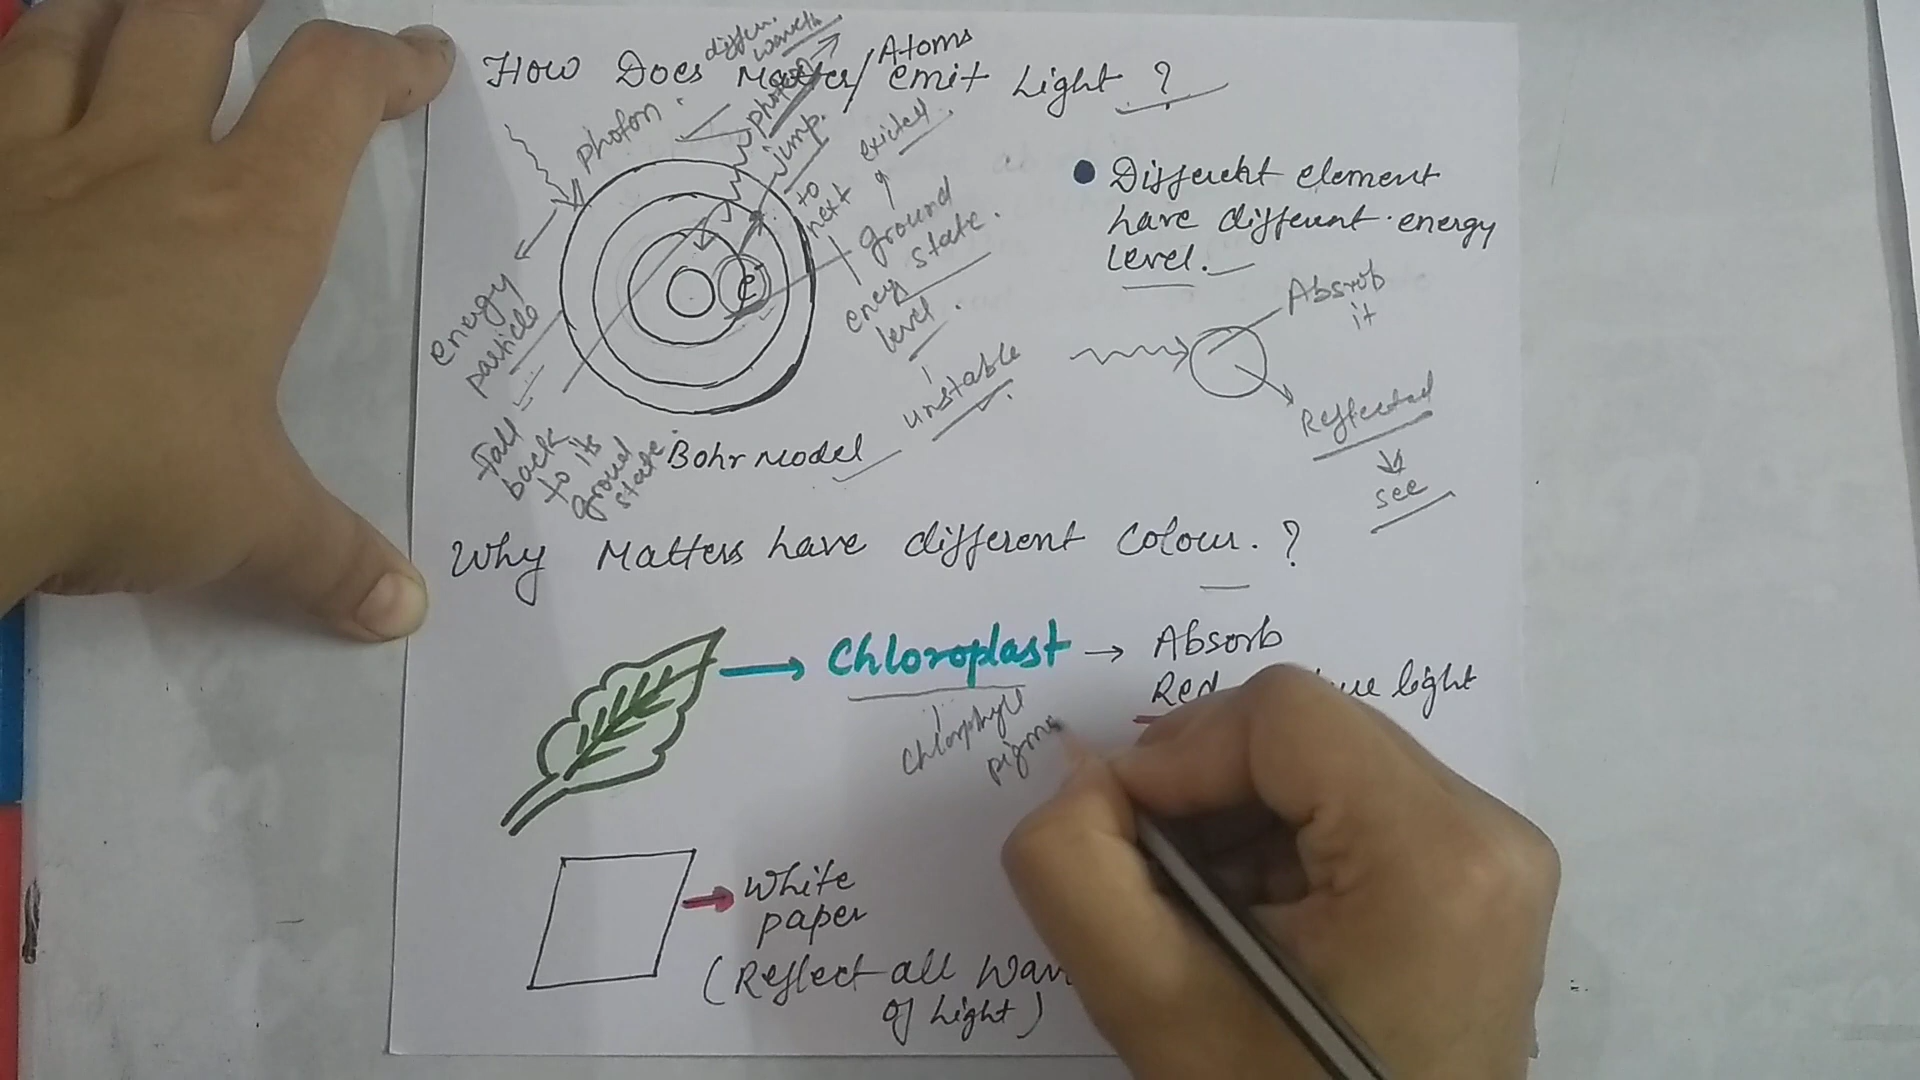 How Does Matter/Atoms emit Light ?
differen.
waveth
photon
photon.
jump.
to
next
excited
ground
state.
energy
level.
unstable
energy
particle
fall
back
to its
ground
state.
e
Bohr model
Different element
have different energy
level.
Absorb
it
Reflected
see
Why Matters have different colour. ?
Chloroplast → Absorb
Red light
chlorophyll
White
paper
(Reflect all
of Light)